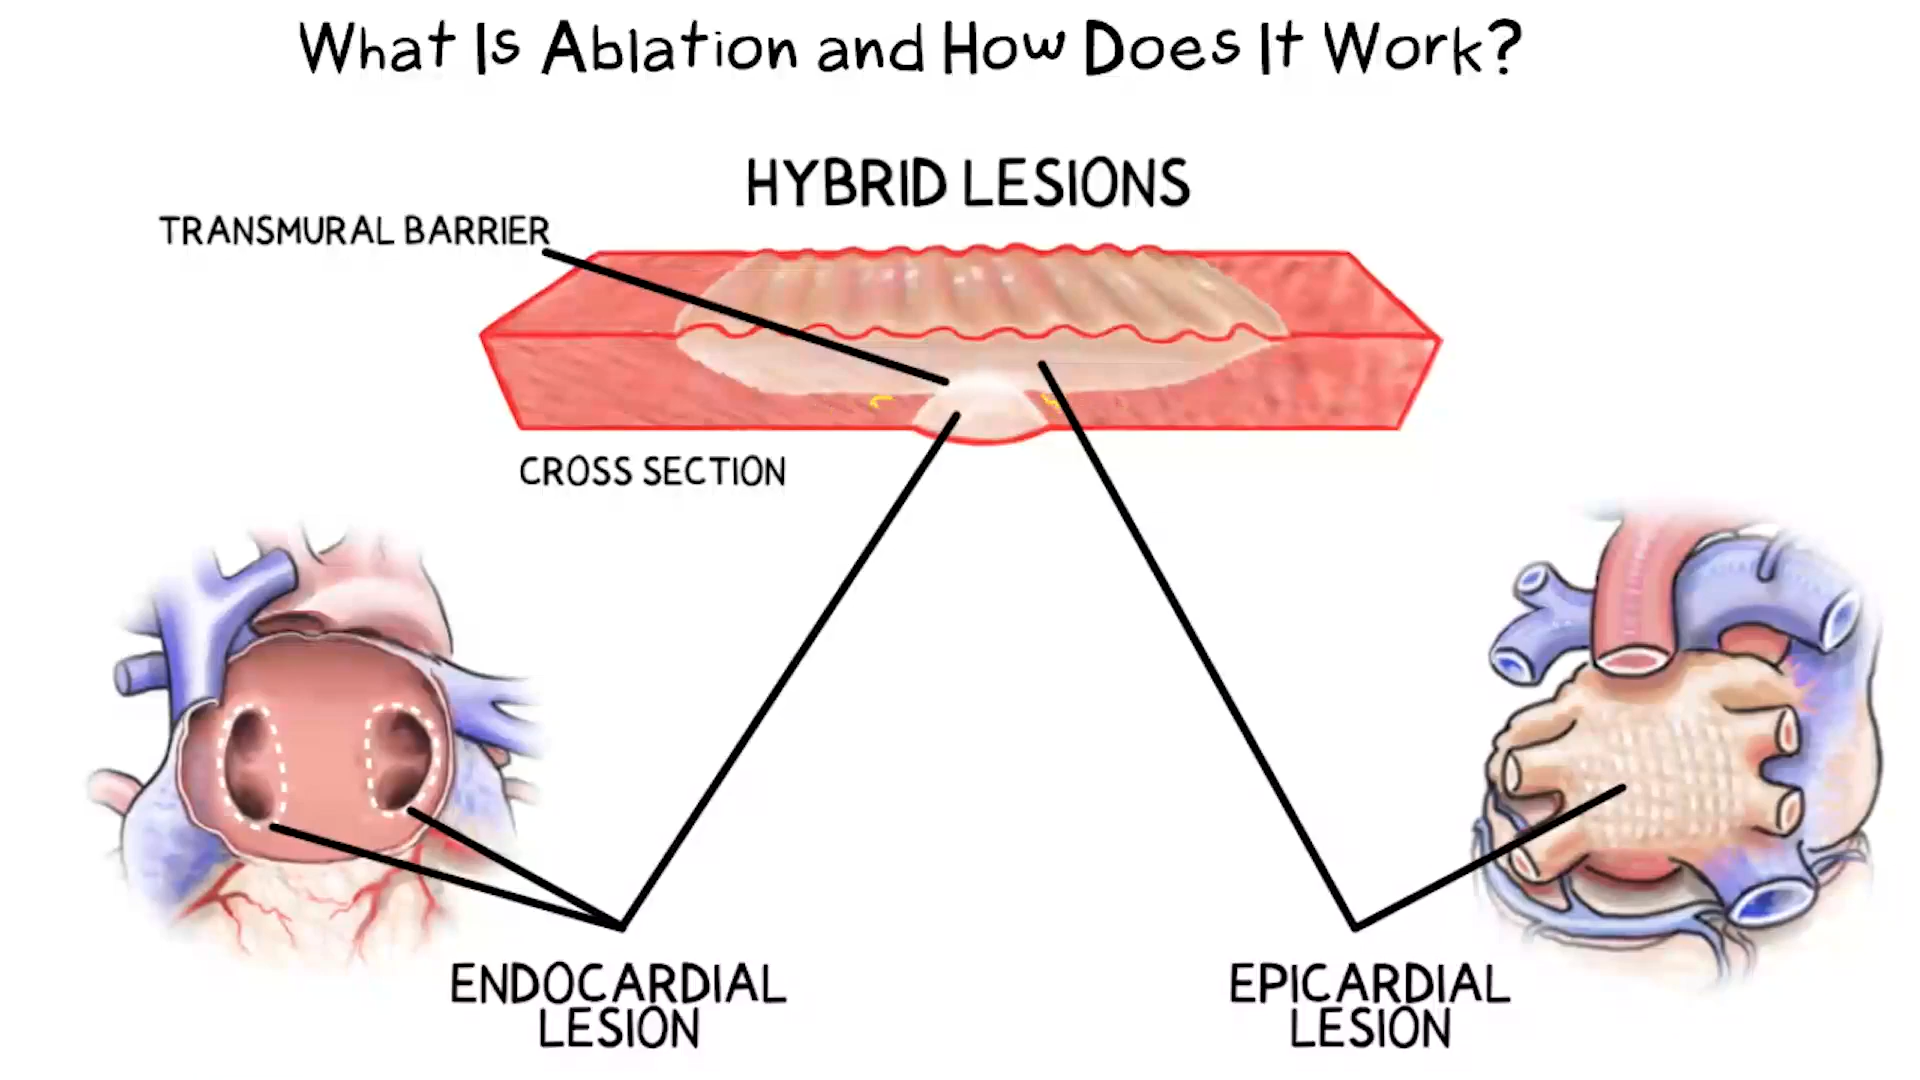 What Is Ablation and How Does It Work?
HYBRID LESIONS
TRANSMURAL BARRIER
CROSS SECTION
ENDOCARDIAL
LESION
EPICARDIAL
LESION